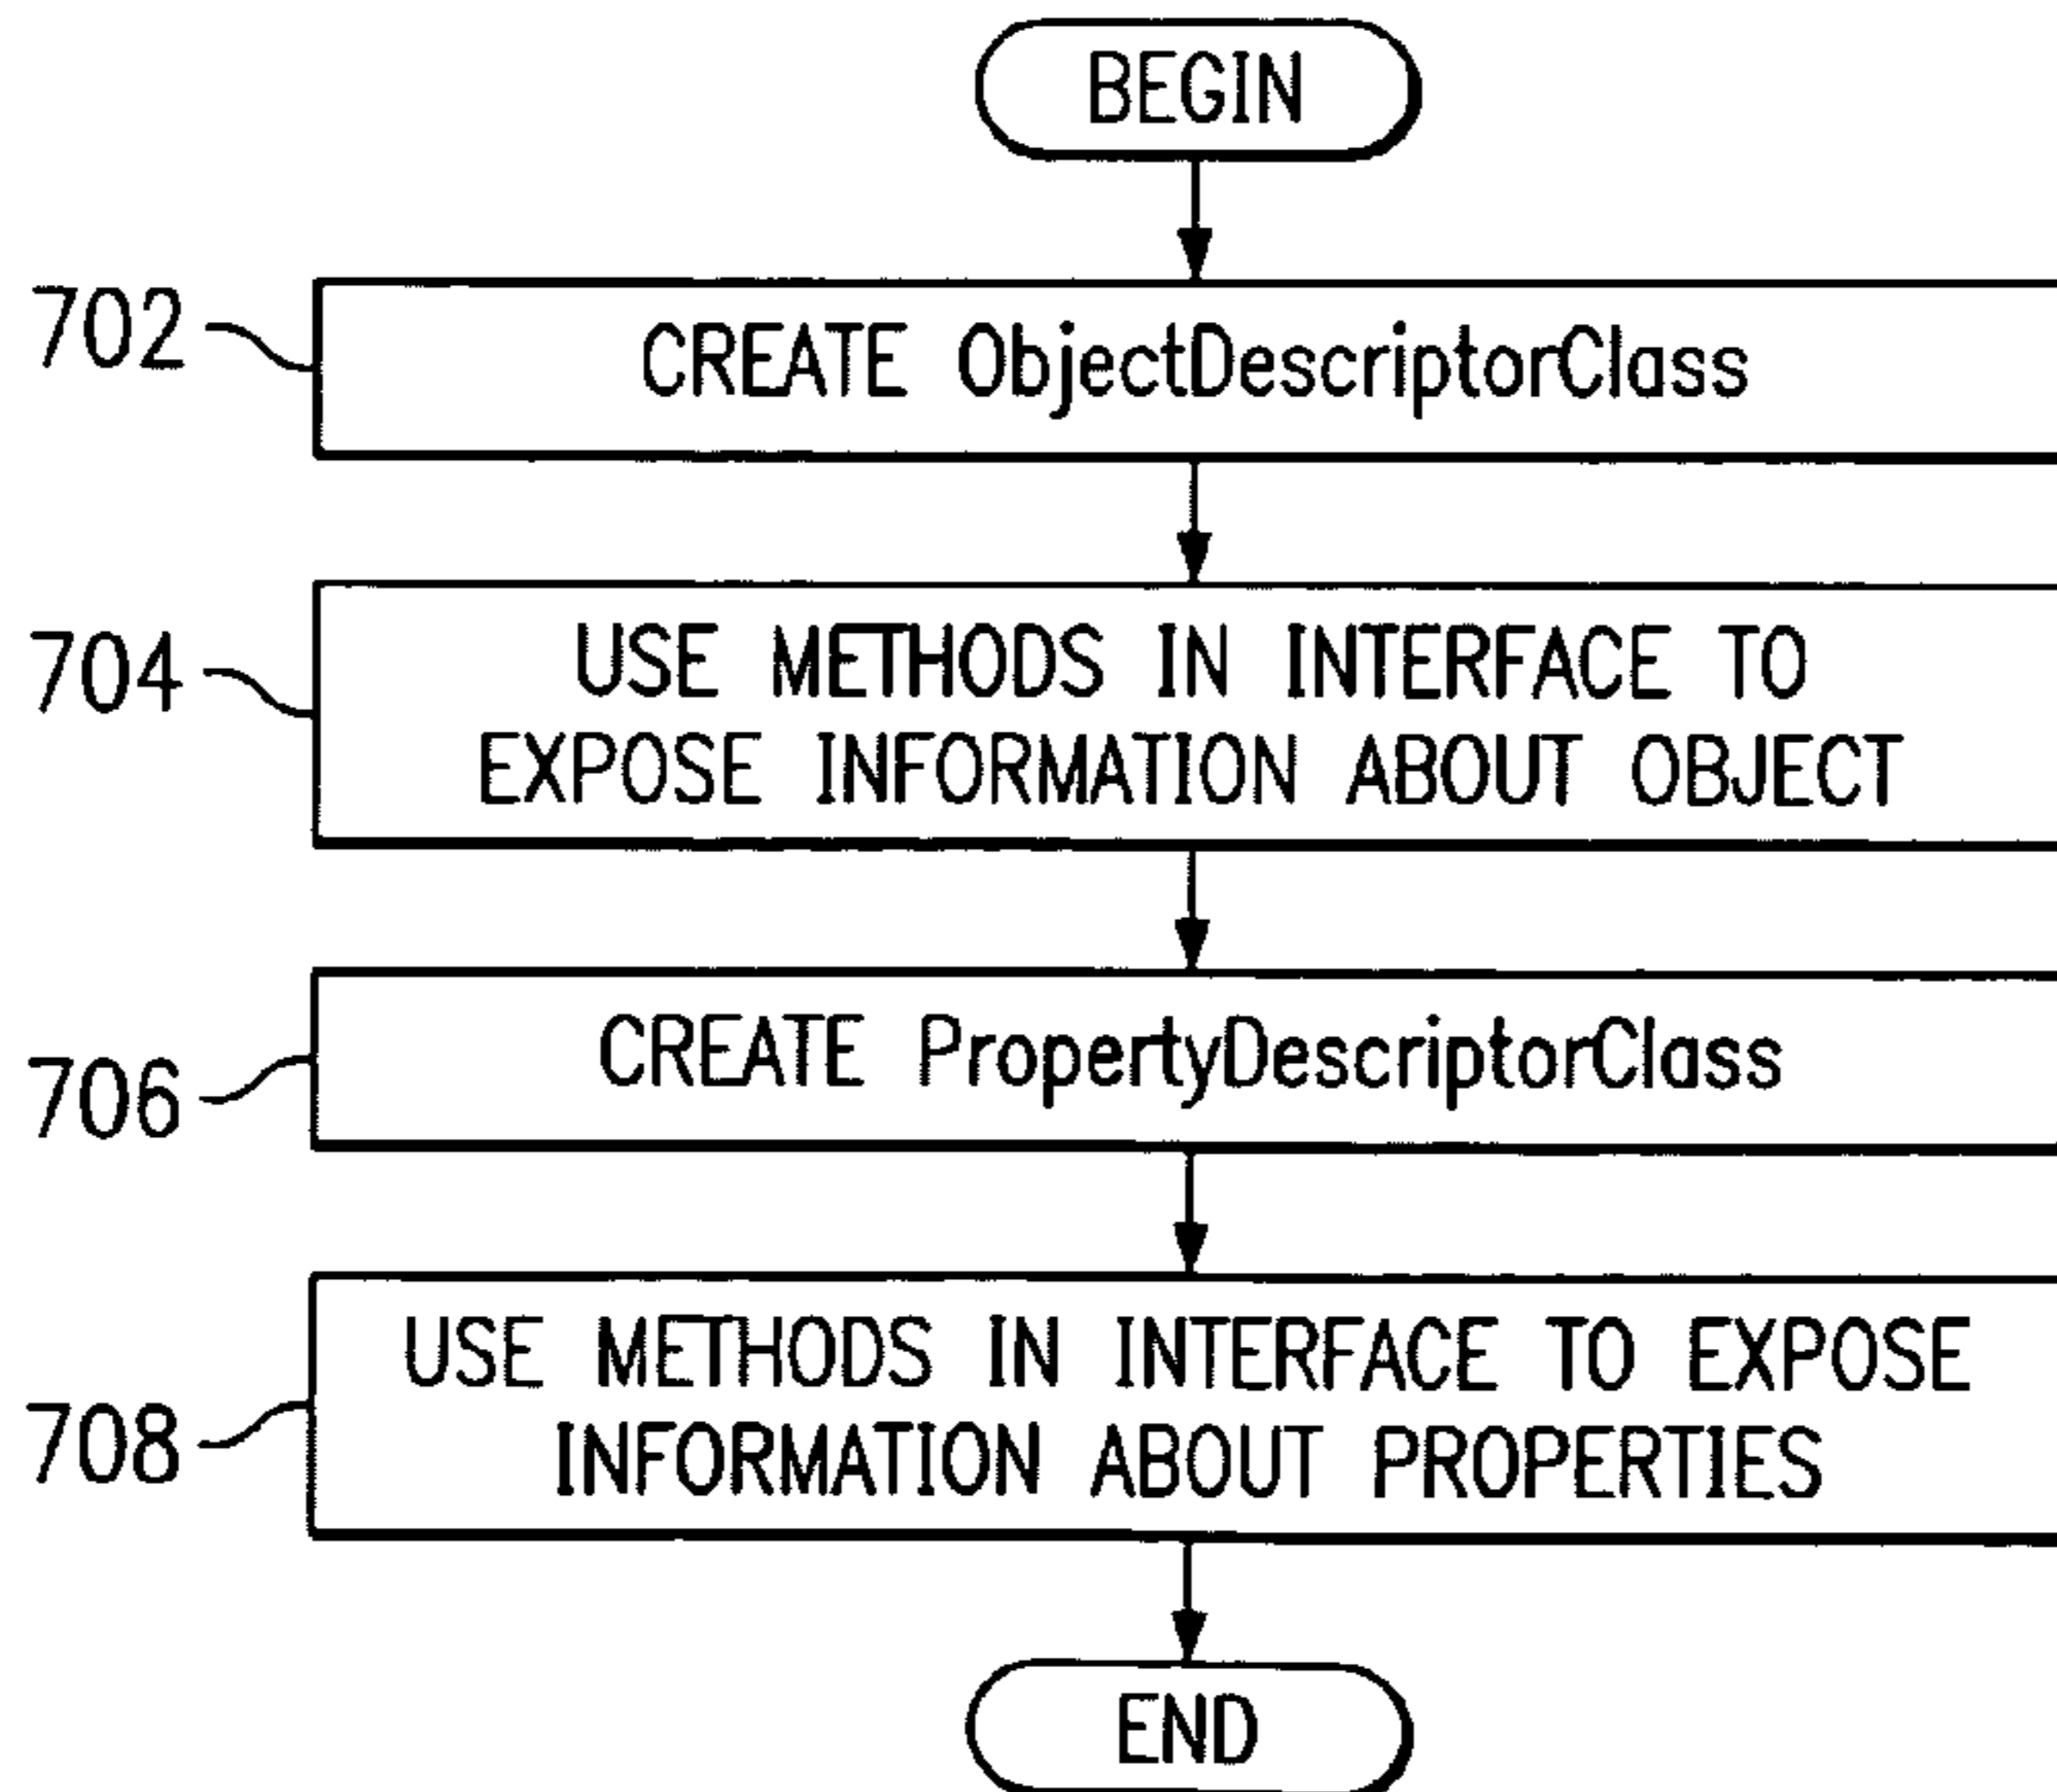 BEGIN
702
CREATE ObjectDescriptorClass
704
USE METHODS IN INTERFACE TO
EXPOSE INFORMATION ABOUT OBJECT
706
CREATE PropertyDescriptorClass
708
USE METHODS IN INTERFACE TO EXPOSE
INFORMATION ABOUT PROPERTIES
END